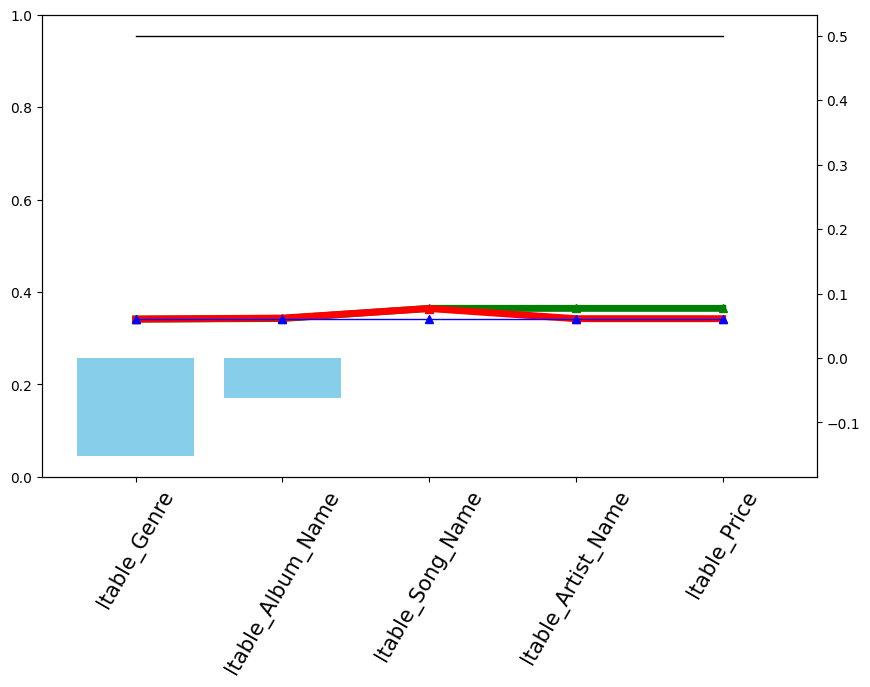 1.0
0.8
0.6
0.4
0.2
0.0
0.5
0.4
0.3
0.2
0.1
0.0
−0.1
ltable_Genre
ltable_Album_Name
ltable_Song_Name
ltable_Artist_Name
ltable_Price